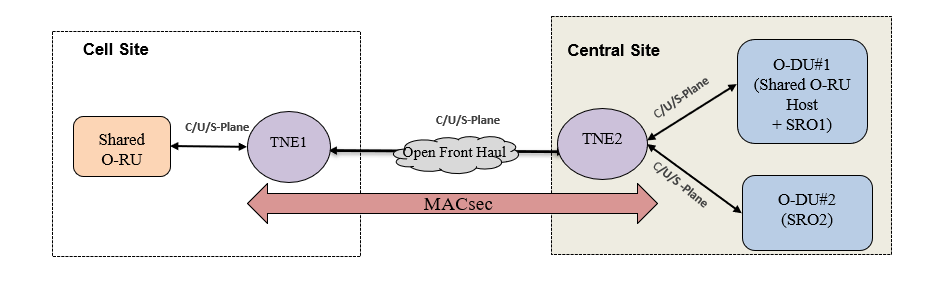 Cell Site
Central Site
Shared
O-RU
C/U/S-Plane
TNE1
C/U/S-Plane
Open Front Haul
TNE2
C/U/S-Plane
O-DU#1
(Shared O-RU
Host
+ SRO1)
C/U/S -Plane
O-DU#2
(SRO2)
MACsec